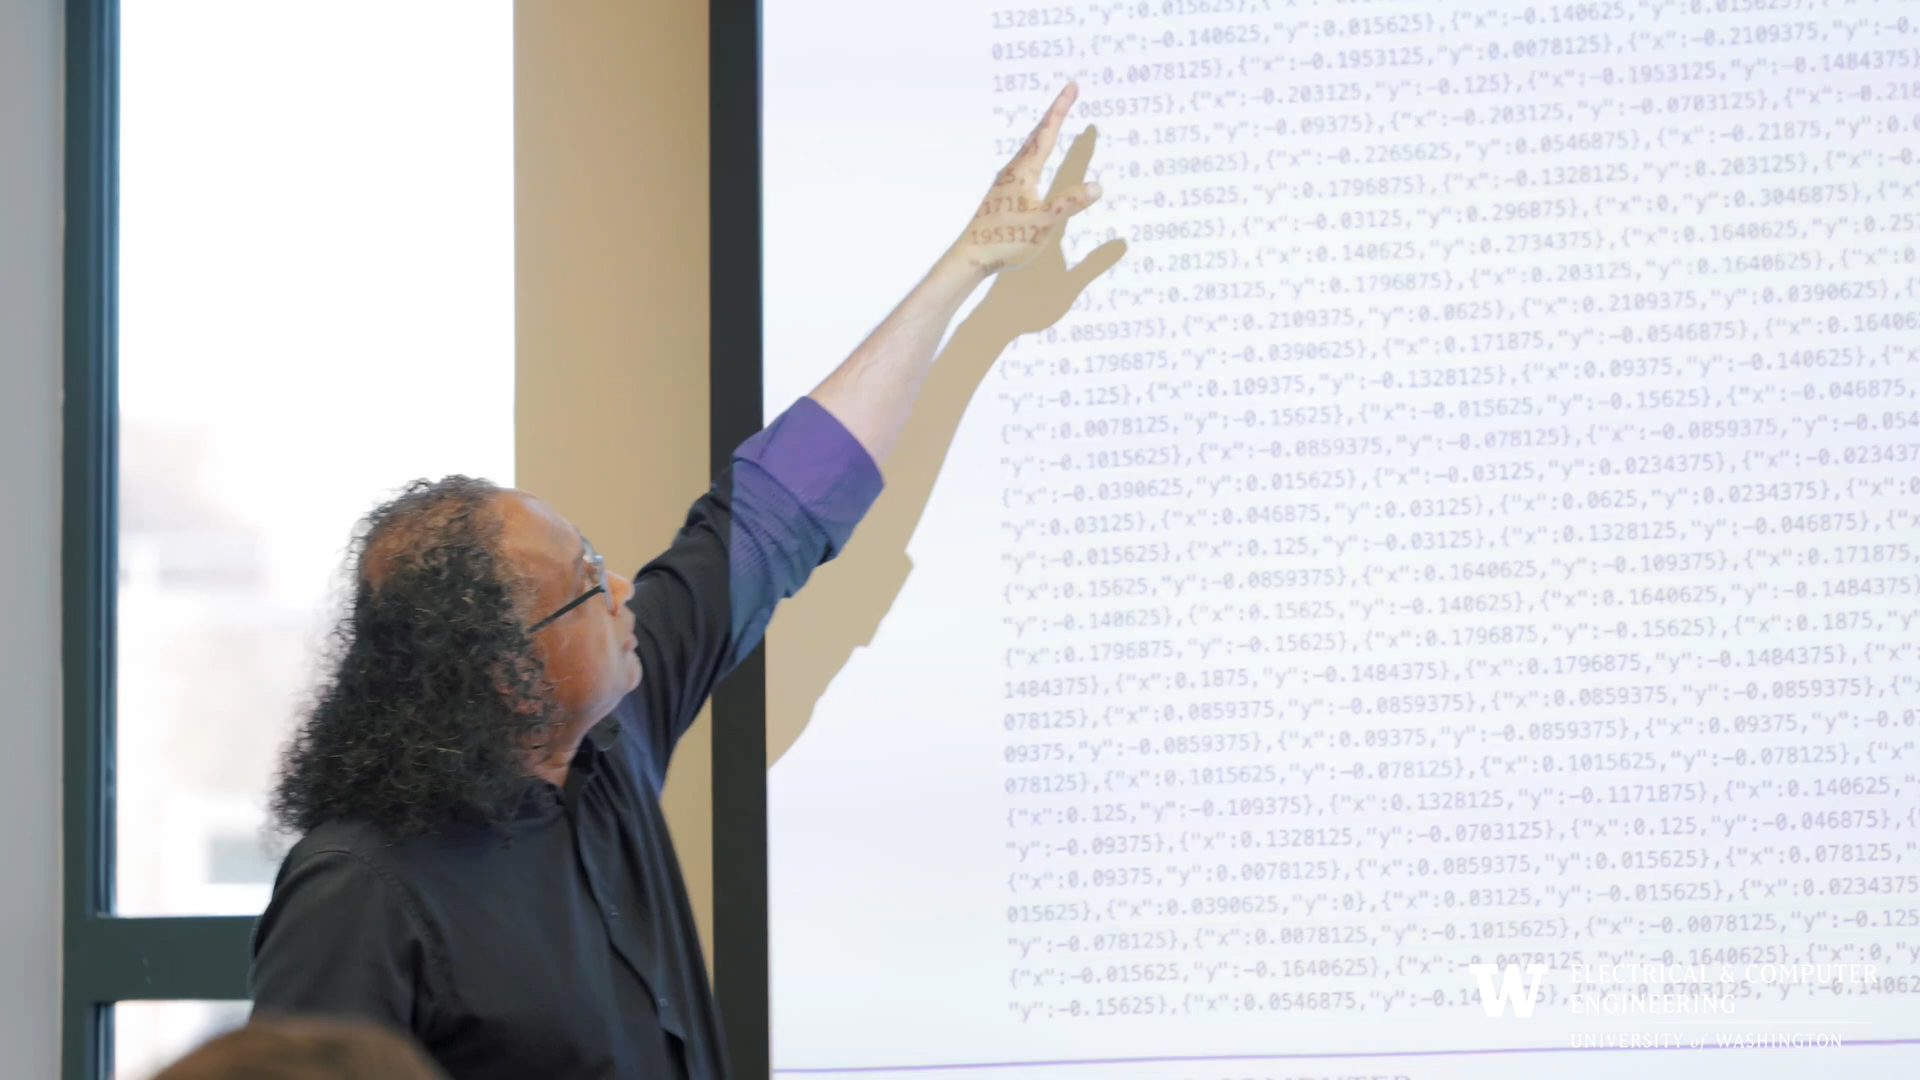 1328125,"y":0.015625},{
015625},{"x":-0.140625,"y":0.015625},{"x":-0.140625,"y":0.015625},
1875,"y":0.0078125},{"x":-0.1953125,"y":0.0078125},{"x":-0.2109375,"y":-0.
"y":0859375},{"x":-0.203125,"y":-0.125},{"x":-0.1953125,"y":-0.1484375}
:-0.1875,"y":-0.09375},{"x":-0.203125,"y":-0.0703125},{"x":-0.218
"y":0.0390625},{"x":-0.2265625,"y":0.0546875},{"x":-0.21875,"y":0.0
x":-0.15625,"y":0.1796875},{"x":-0.1328125,"y":0.203125},{"x":-0.
1953125 "y":0.2890625},{"x":-0.03125,"y":0.296875},{"x":0,"y":0.3046875},{"x"
:0.28125},{"x":0.140625,"y":0.2734375},{"x":0.1640625,"y":0.25
},{"x":0.203125,"y":0.1796875},{"x":0.203125,"y":0.1640625},{"x":0
:0.0859375},{"x":0.2109375,"y":0.0625},{"x":0.2109375,"y":0.0390625},{
{"x":0.1796875,"y":-0.0390625},{"x":0.171875,"y":-0.0546875},{"x":0.16406
"y":-0.125},{"x":0.109375,"y":-0.1328125},{"x":0.09375,"y":-0.140625},{"x
{"x":0.0078125,"y":-0.15625},{"x":-0.015625,"y":-0.15625},{"x":-0.046875,
"y":-0.1015625},{"x":-0.0859375,"y":-0.078125},{"x":-0.0859375,"y":-0.054
{"x":-0.0390625,"y":0.015625},{"x":-0.03125,"y":0.0234375},{"x":-0.023437
"y":0.03125},{"x":0.046875,"y":0.03125},{"x":0.0625,"y":0.0234375},{"x":0
"y":-0.015625},{"x":0.125,"y":-0.03125},{"x":0.1328125,"y":-0.046875},{"x
{"x":0.15625,"y":-0.0859375},{"x":0.1640625,"y":-0.109375},{"x":0.171875,
"y":-0.140625},{"x":0.15625,"y":-0.140625},{"x":0.1640625,"y":-0.1484375}
{"x":0.1796875,"y":-0.15625},{"x":0.1796875,"y":-0.15625},{"x":0.1875,"y"
1484375},{"x":0.1875,"y":-0.1484375},{"x":0.1796875,"y":-0.1484375},{"x":
078125},{"x":0.0859375,"y":-0.0859375},{"x":0.0859375,"y":-0.0859375},{"x
09375,"y":-0.0859375},{"x":0.09375,"y":-0.0859375},{"x":0.09375,"y":-0.0
078125},{"x":0.1015625,"y":-0.078125},{"x":0.1015625,"y":-0.078125},{"x"
{"x":0.125,"y":-0.109375},{"x":0.1328125,"y":-0.1171875},{"x":0.140625,"
"y":-0.09375},{"x":0.1328125,"y":-0.0703125},{"x":0.125,"y":-0.046875},{
{"x":0.09375,"y":0.0078125},{"x":0.0859375,"y":0.015625},{"x":0.078125,"
015625},{"x":0.0390625,"y":0},{"x":0.03125,"y":-0.015625},{"x":0.0234375
"y":-0.078125},{"x":0.0078125,"y":-0.1015625},{"x":-0.0078125,"y":-0.125
{"x":-0.015625,"y":-0.1640625},{"x":-0.0078125,"y":-0.1640625},{"x":0,"y
"y":-0.15625},{"x":0.0546875,"y":-0.14
W ELECTRICAL & COMPUTER
ENGINEERING
UNIVERSITY of WASHINGTON